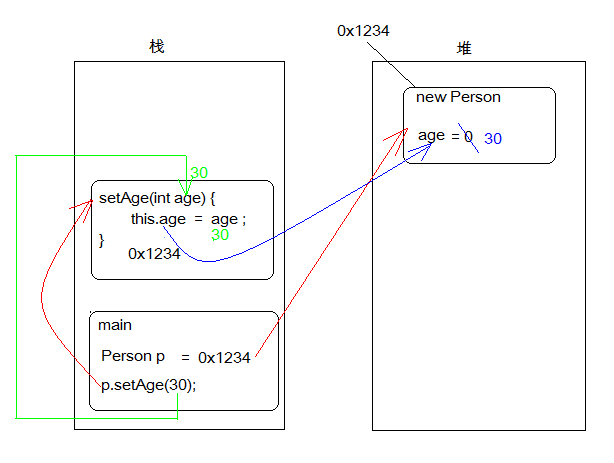 栈
0x1234
堆
new Person
age = 0 30
30
setAge(int age) {
this.age = age ;
30
}
0x1234
main
Person p = 0x1234
p.setAge(30);